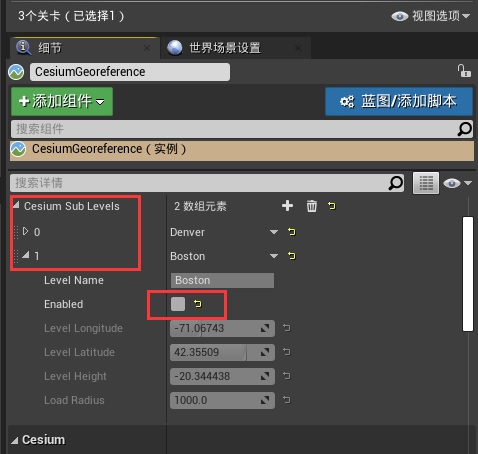 3个关卡（已选择1）
视图选项
细节
世界场景设置
CesiumGeoreference
+添加组件
蓝图/添加脚本
搜索组件
CesiumGeoreference（实例）
搜索详情
Cesium Sub Levels 2 数组元素
0 Denver
1 Boston
Level Name Boston
Enabled
Level Longitude -71.06743
Level Latitude 42.35509
Level Height -20.344438
Load Radius 1000.0
Cesium